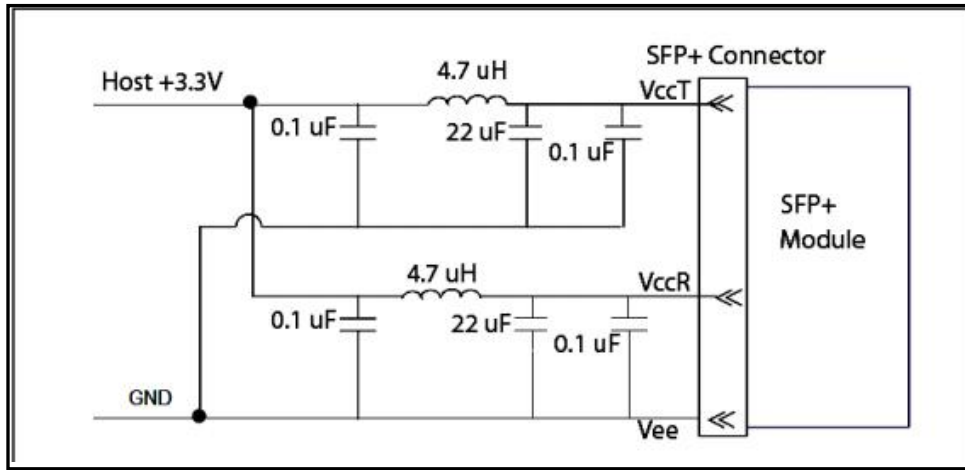 SFP+ Connector
4.7 uH
Host +3.3V
VccT
0.1 uF
22 uF
0.1 uF
SFP+
Module
4.7 uH
VccR
0.1 uF
22 uF
0.1 uF
GND
Vee